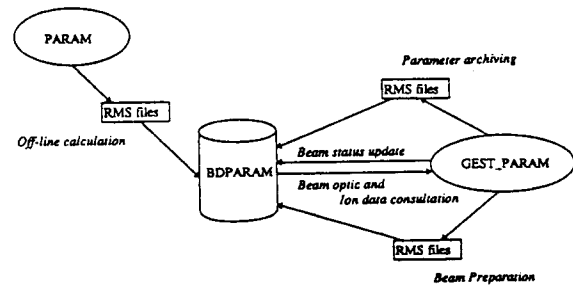 PARAM
Parameter archiving
RMS files
RMS files
Off-line calculation
Beam status update
BDPARAM
GEST_PARAM
Beam optic and
Ion data consultation
RMS files
Beam Preparation